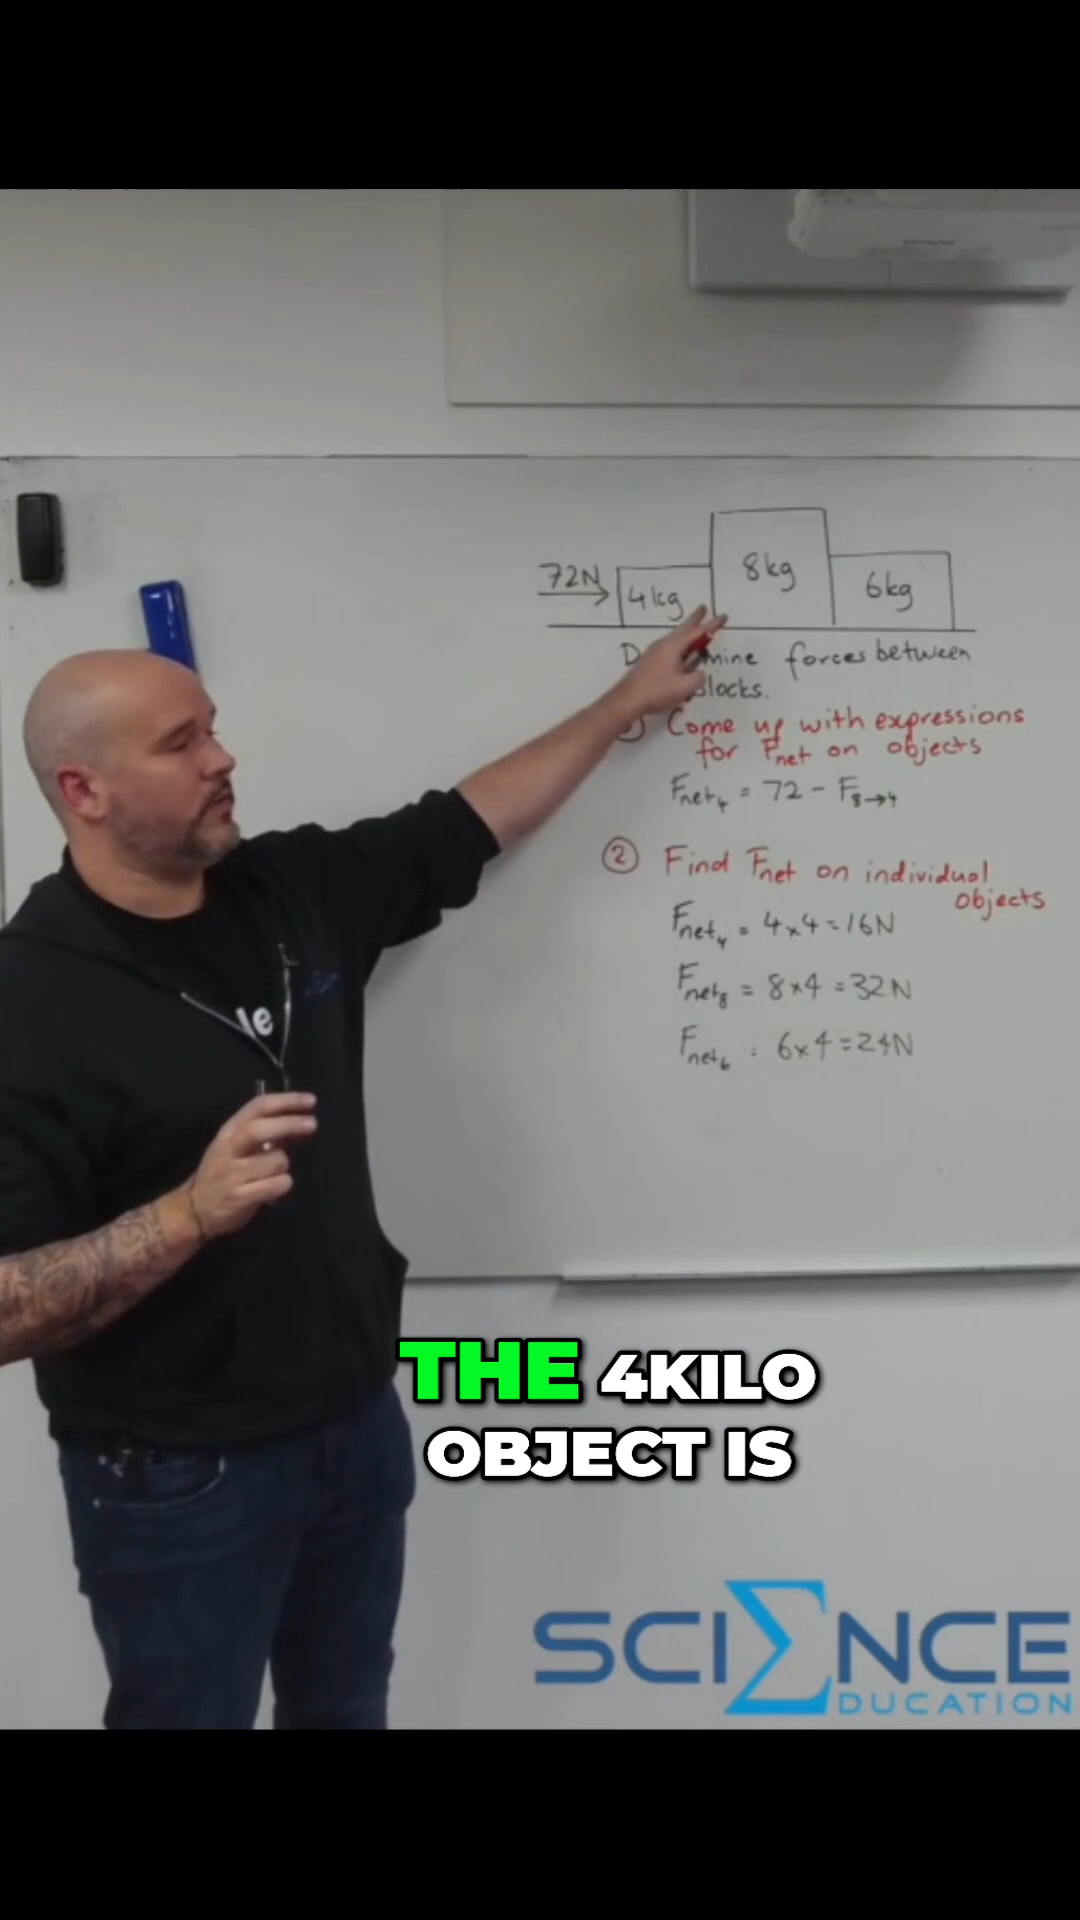 72N
4kg
8kg
6kg
forces between
blocks.
Come up with expressions
for Fnet on objects
Fnet4 = 72 - F8→4
② Find Fnet on individual
objects
Fnet4 = 4x4=16N
Fnet8 = 8x4=32N
Fnet6 = 6x4=24N
THE 4KILO
OBJECT IS
SCIΣNCE
DUCATION